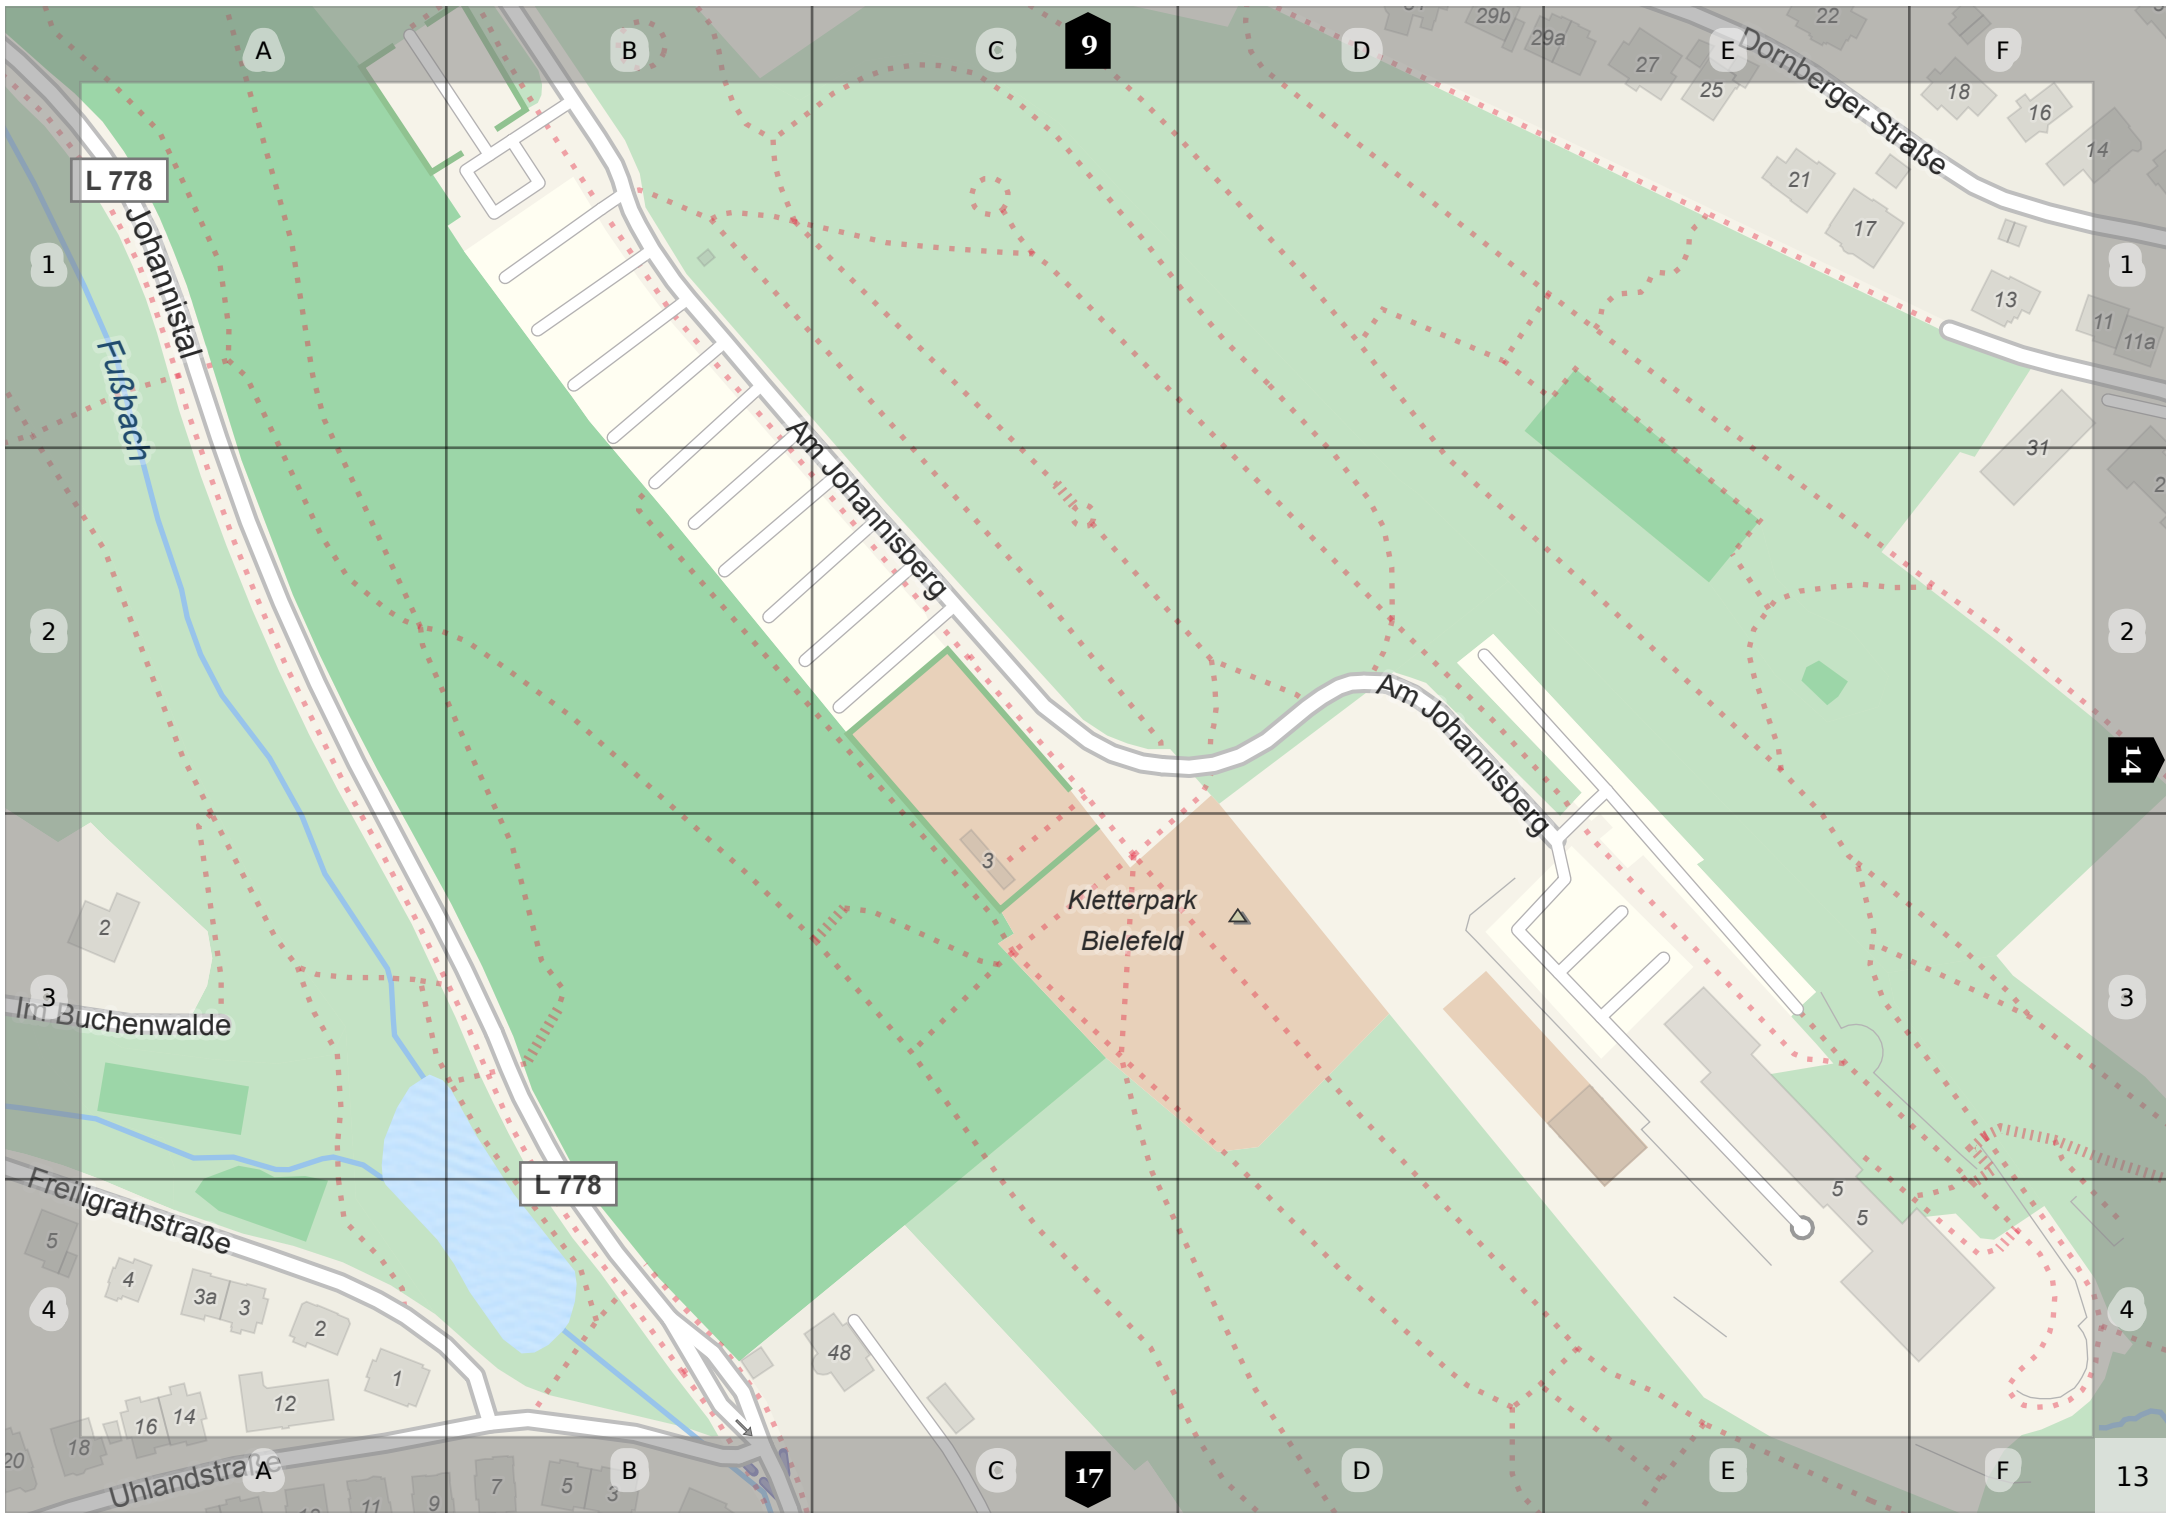 A
B
C
9
D
E
F
29b
29a
22
27
25
Dornberger Straße
18
16
14
L 778
21
17
1
1
Johannistal
13
11
11a
Fußbach
Am Johannisberg
31
2
2
Am Johannisberg
14
3
Kletterpark
Bielefeld
2
3
3
Im Buchenwalde
Freiligrathstraße
L 778
5
5
5
4
3a
3
2
4
4
48
1
12
14
16
18
20
Uhlandstraße
A
B
C
17
D
E
F
13
11
9
7
5
3